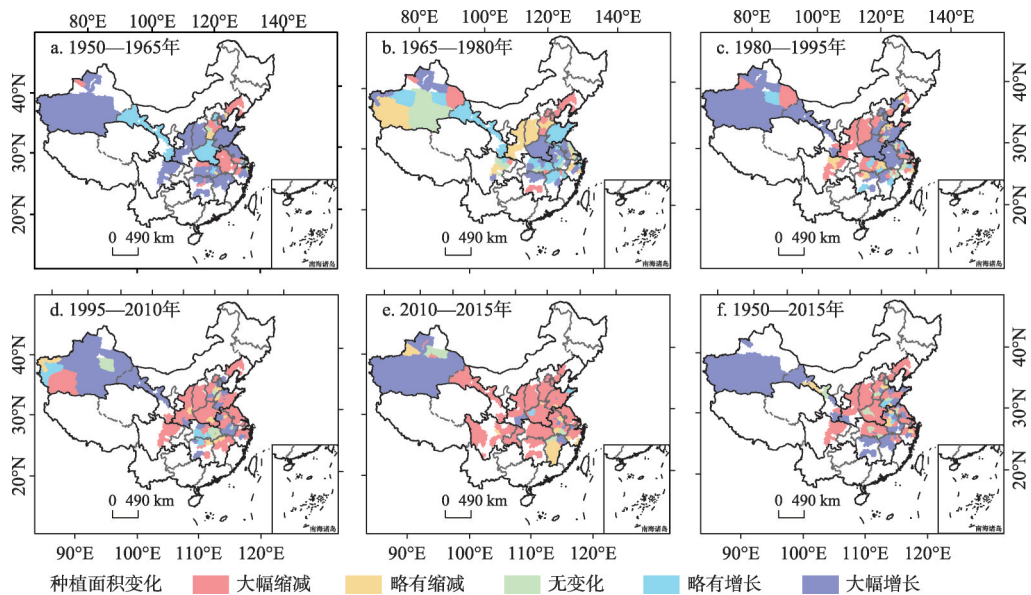 80°E 100°E 120°E 140°E 80°E 100°E 120°E 140°E 80°E 100°E 120°E 140°E
a. 1950—1965年 b. 1965—1980年 c. 1980—1995年
40°N 40°N
30°N 30°N
20°N 20°N
0 490 km 0 490 km 0 490 km
南海诸岛 南海诸岛 南海诸岛
d. 1995—2010年 e. 2010—2015年 f. 1950—2015年
40°N 40°N
30°N 30°N
20°N 20°N
0 490 km 0 490 km 0 490 km
南海诸岛 南海诸岛 南海诸岛
90°E 100°E 110°E 120°E 90°E 100°E 110°E 120°E 90°E 100°E 110°E 120°E
种植面积变化 大幅缩减 略有缩减 无变化 略有增长 大幅增长